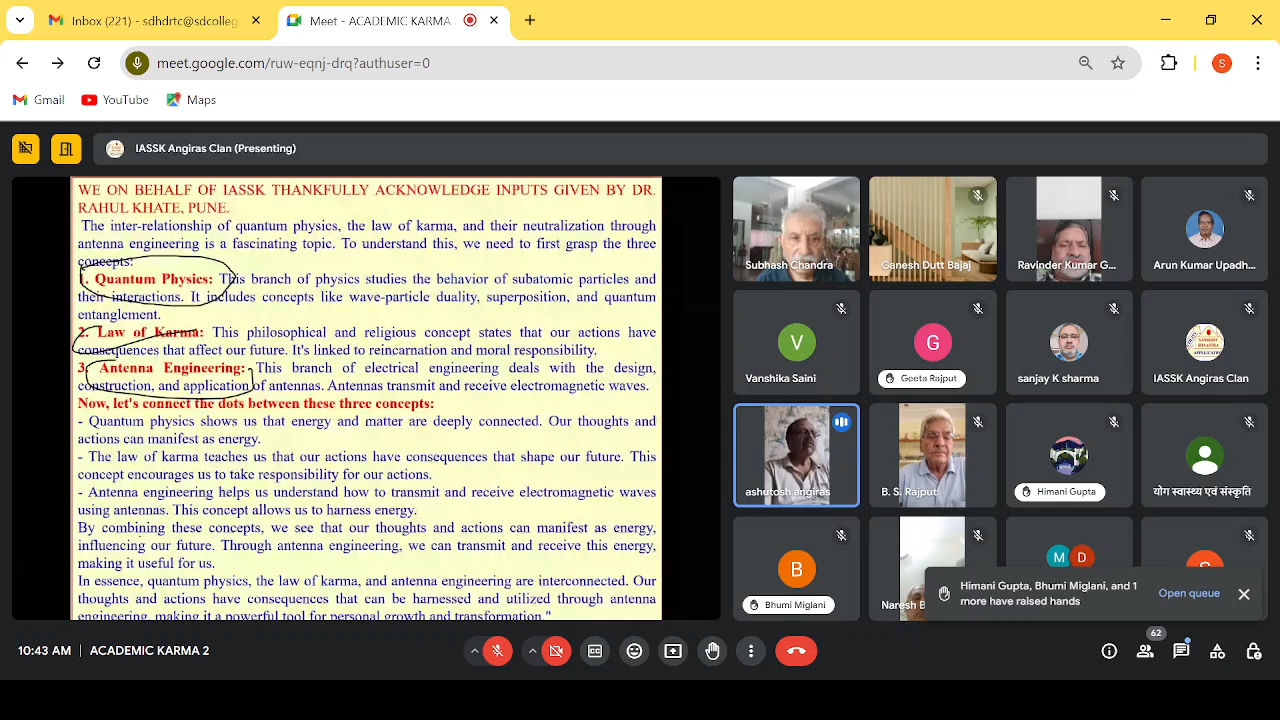 Inbox (221) - sdhdrtc@sdcolleg
Meet - ACADEMIC KARMA
meet.google.com/ruw-eqnj-drq?authuser=0
S
Gmail
YouTube
Maps
IASSK Angiras Clan (Presenting)
WE ON BEHALF OF IASSK THANKFULLY ACKNOWLEDGE INPUTS GIVEN BY DR.
RAHUL KHATE, PUNE.
The inter-relationship of quantum physics, the law of karma, and their neutralization through
antenna engineering is a fascinating topic. To understand this, we need to first grasp the three
concepts:
1. Quantum Physics: This branch of physics studies the behavior of subatomic particles and
their interactions. It includes concepts like wave-particle duality, superposition, and quantum
entanglement.
2. Law of Karma: This philosophical and religious concept states that our actions have
consequences that affect our future. It's linked to reincarnation and moral responsibility.
3. Antenna Engineering: This branch of electrical engineering deals with the design,
construction, and application of antennas. Antennas transmit and receive electromagnetic waves.
Now, let's connect the dots between these three concepts:
- Quantum physics shows us that energy and matter are deeply connected. Our thoughts and
actions can manifest as energy.
- The law of karma teaches us that our actions have consequences that shape our future. This
concept encourages us to take responsibility for our actions.
- Antenna engineering helps us understand how to transmit and receive electromagnetic waves
using antennas. This concept allows us to harness energy.
By combining these concepts, we see that our thoughts and actions can manifest as energy,
influencing our future. Through antenna engineering, we can transmit and receive this energy,
making it useful for us.
In essence, quantum physics, the law of karma, and antenna engineering are interconnected. Our
thoughts and actions have consequences that can be harnessed and utilized through antenna
engineering, making it a powerful tool for personal growth and transformation."
Subhash Chandra
Ganesh Dutt Bajaj
Ravinder Kumar G...
Arun Kumar Upadh...
V
Vanshika Saini
G
Geeta Rajput
sanjay K sharma
IASSK Angiras Clan
ashutosh angiras
B. S. Rajput
Himani Gupta
योग स्वास्थ्य एवं संस्कृति
B
Bhumi Miglani
Naresh B
M D
Himani Gupta, Bhumi Miglani, and 1
more have raised hands
Open queue
10:43 AM
ACADEMIC KARMA 2
62